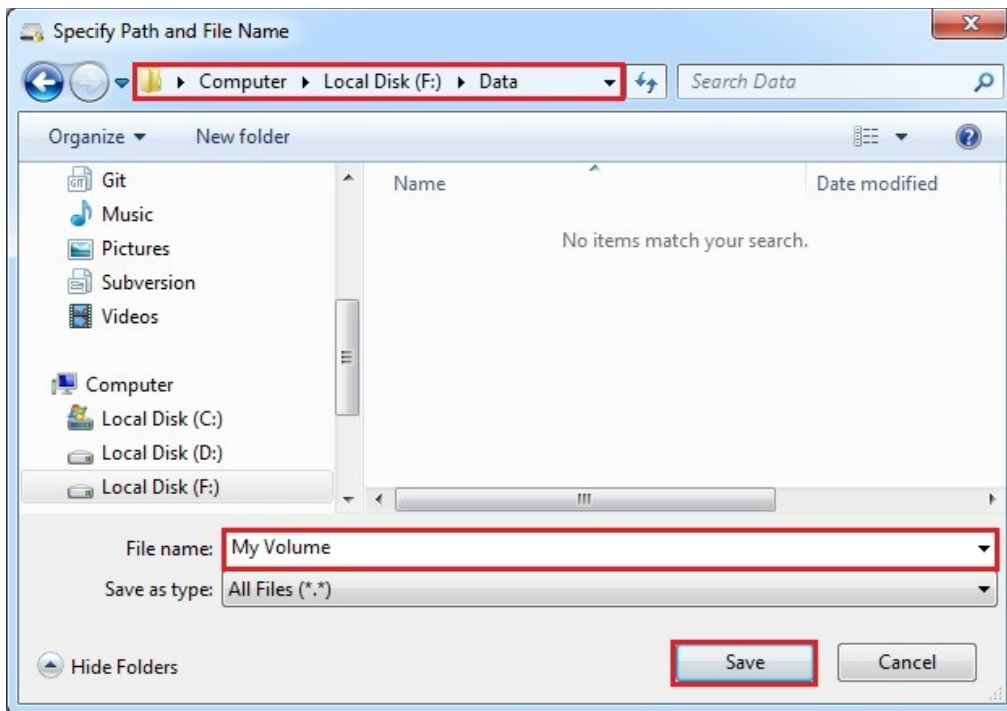 Specify Path and File Name
Computer Local Disk (F:) Data
Search Data
Organize New folder
Git
Music
Pictures
Subversion
Videos
Computer
Local Disk (C:)
Local Disk (D:)
Local Disk (F:)
Name Date modified
No items match your search.
File name: My Volume
Save as type: All Files (*.*)
Hide Folders Save Cancel